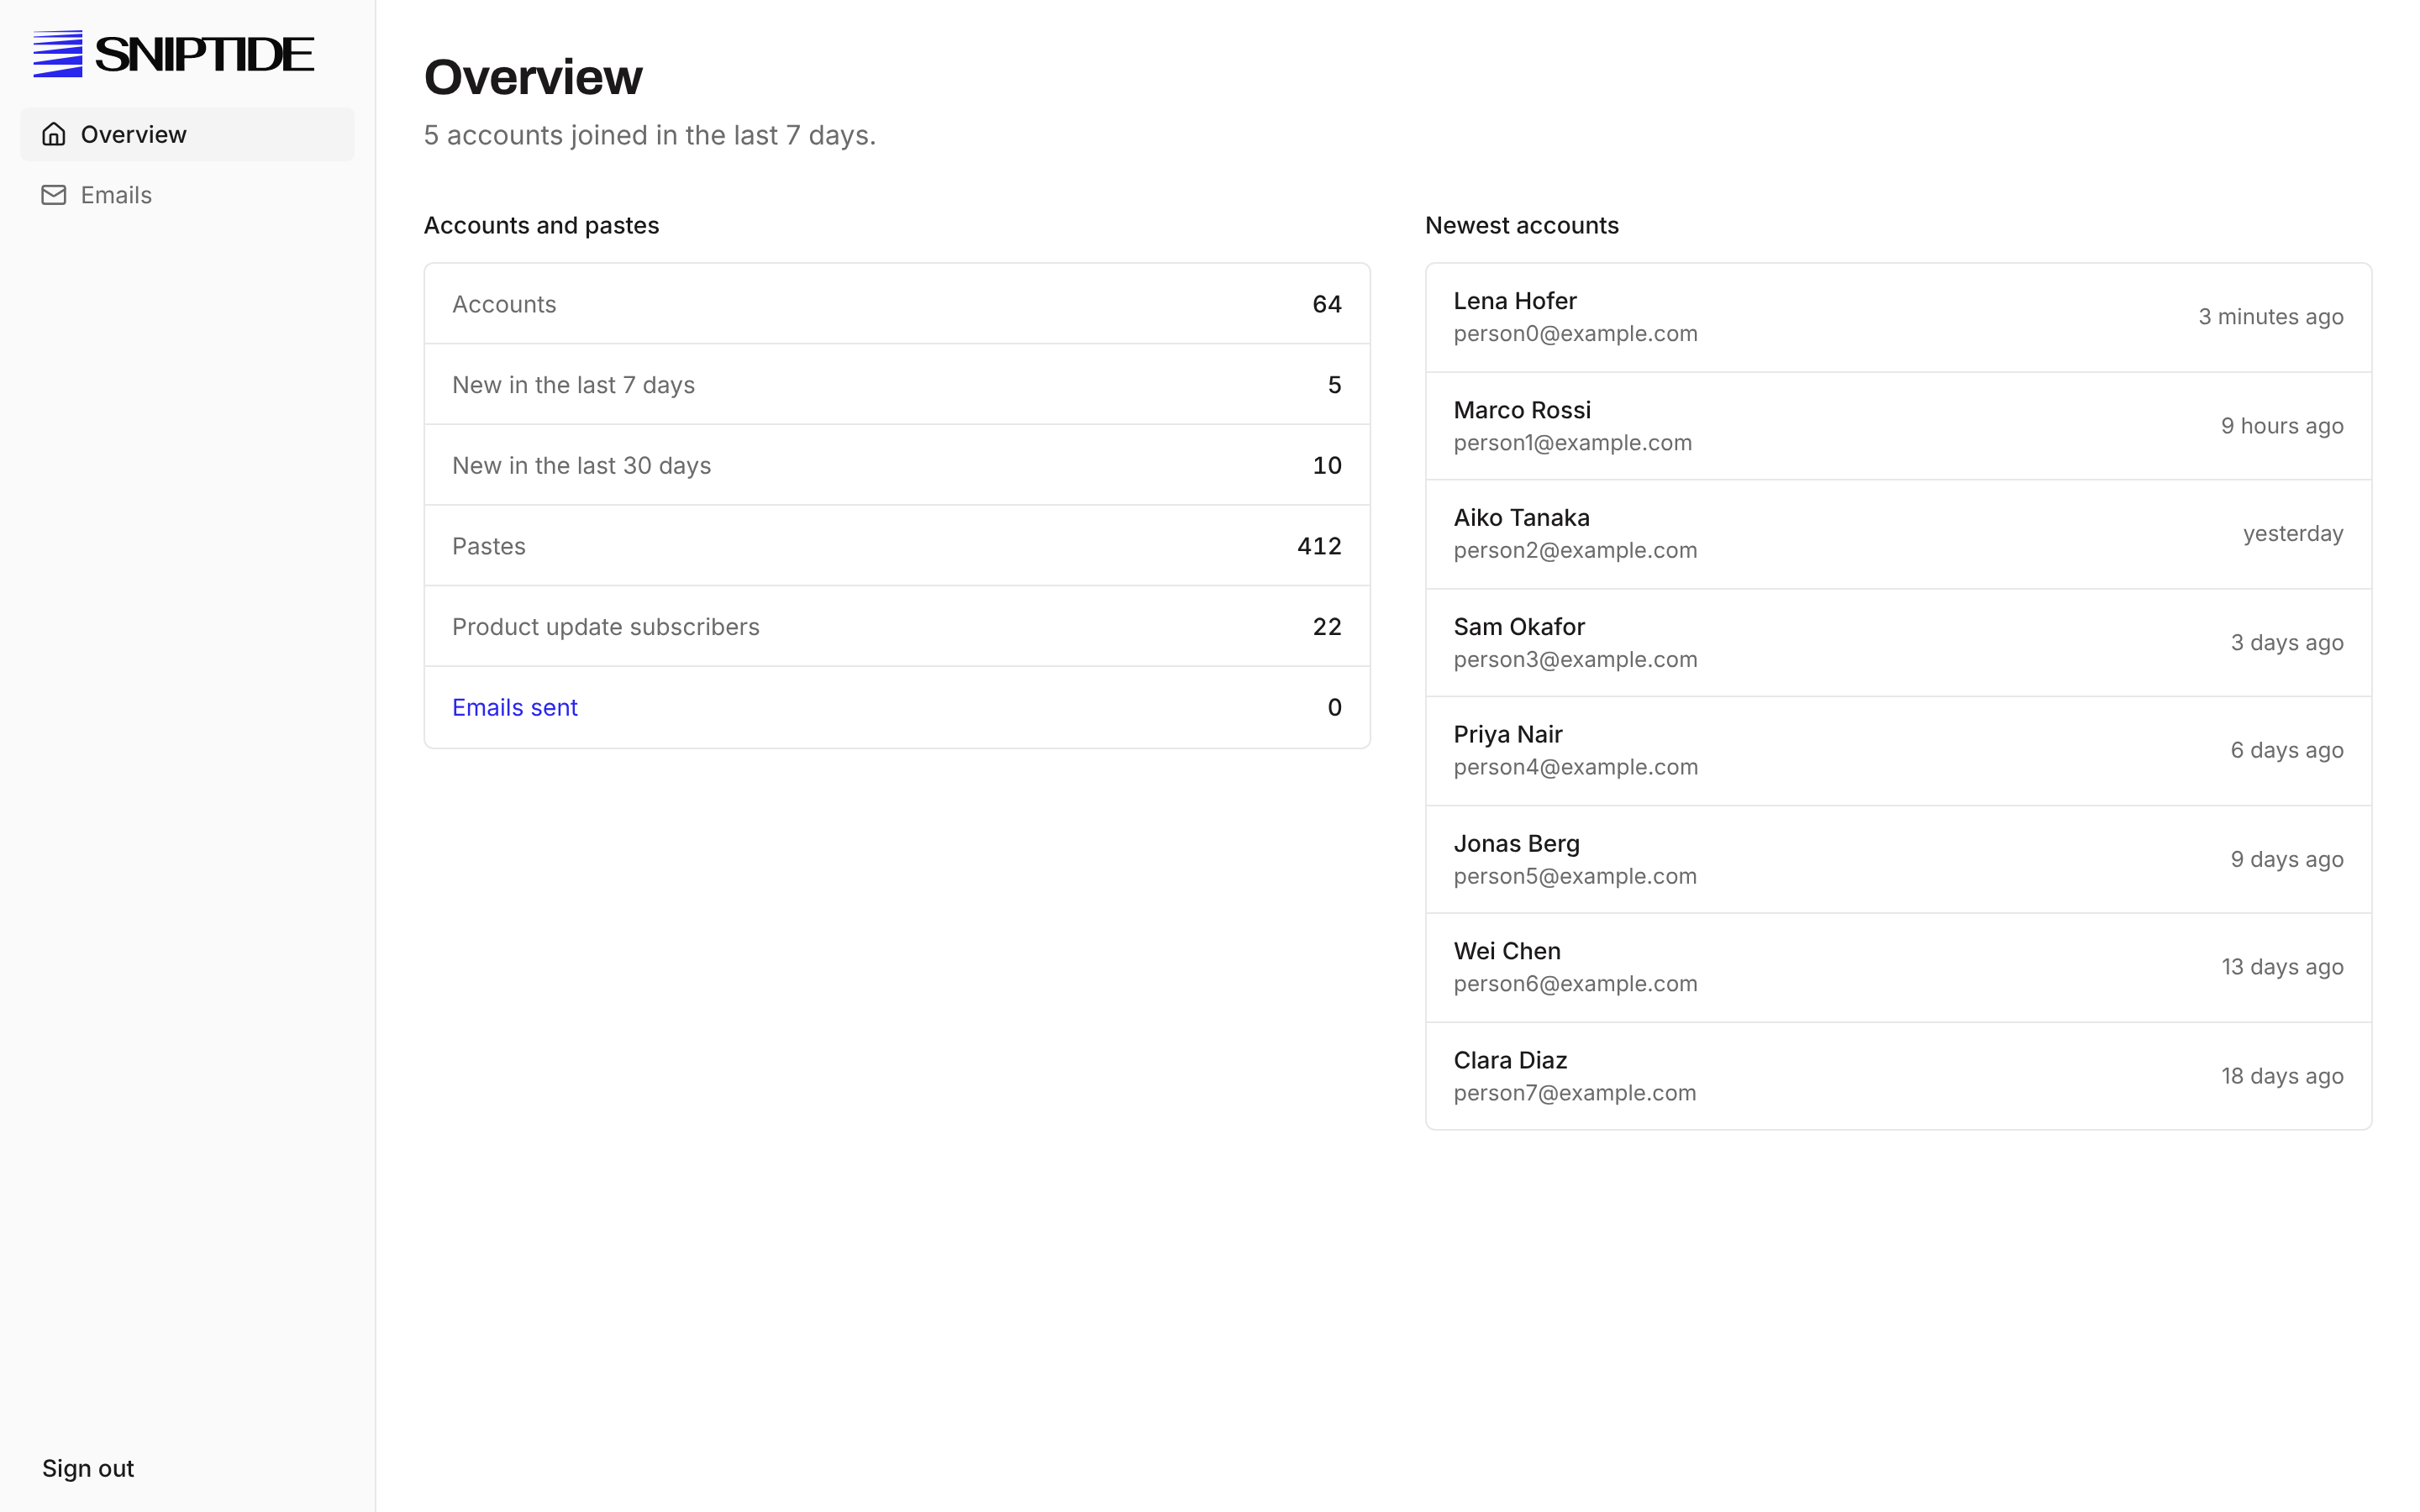 SNIPTIDE
Overview
Emails
Sign out
Overview
5 accounts joined in the last 7 days.
Accounts and pastes
Accounts 64
New in the last 7 days 5
New in the last 30 days 10
Pastes 412
Product update subscribers 22
Emails sent 0
Newest accounts
Lena Hofer
person0@example.com
3 minutes ago
Marco Rossi
person1@example.com
9 hours ago
Aiko Tanaka
person2@example.com
yesterday
Sam Okafor
person3@example.com
3 days ago
Priya Nair
person4@example.com
6 days ago
Jonas Berg
person5@example.com
9 days ago
Wei Chen
person6@example.com
13 days ago
Clara Diaz
person7@example.com
18 days ago